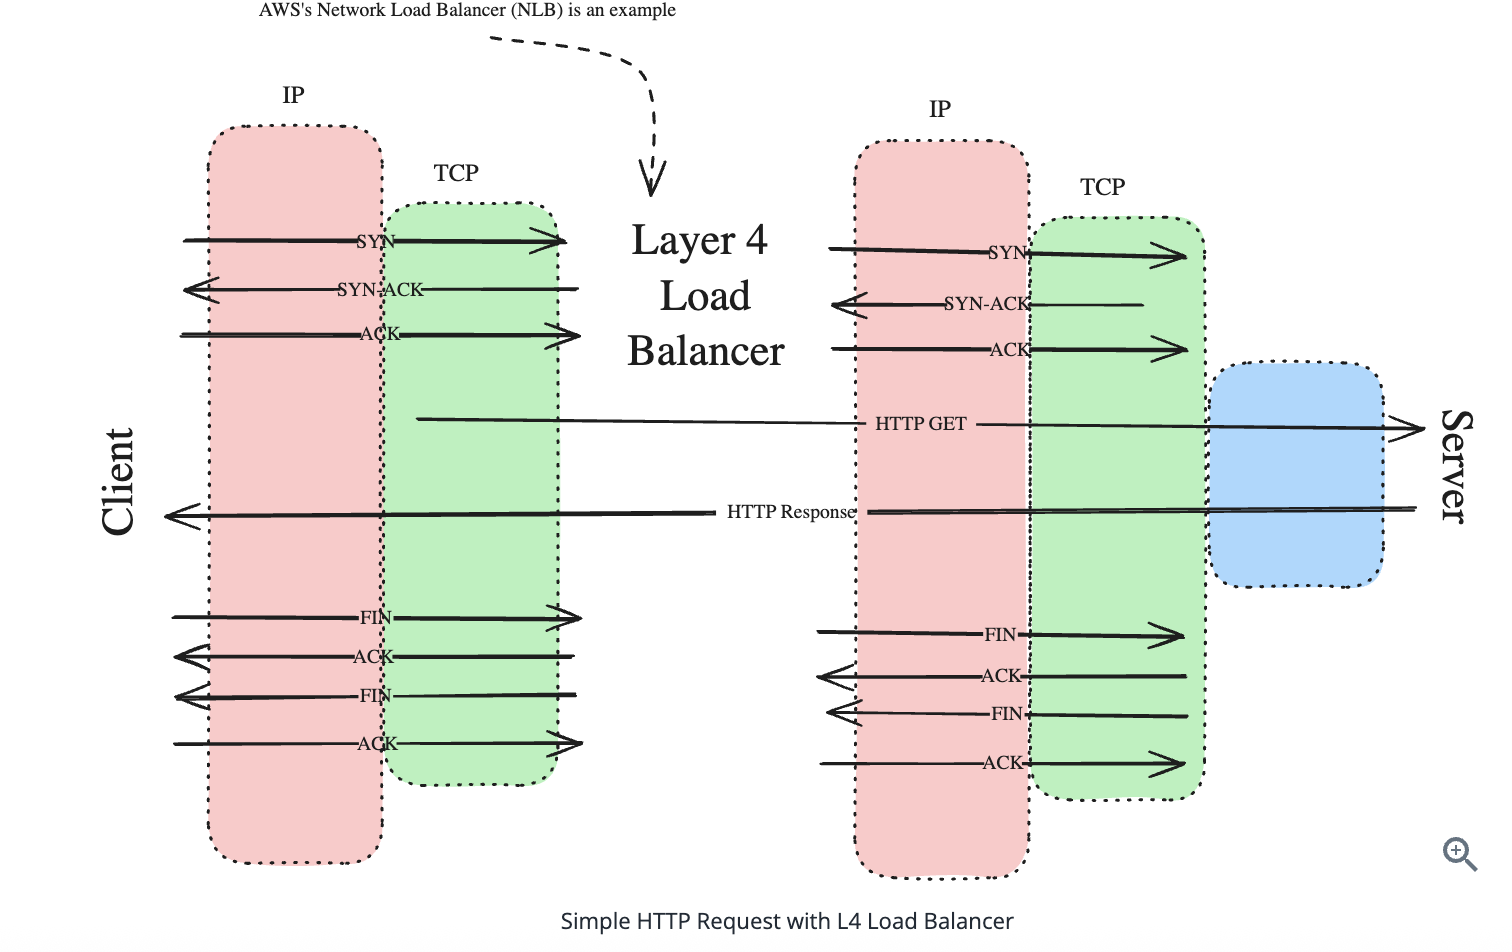 AWS's Network Load Balancer (NLB) is an example
IP
IP
TCP
TCP
Layer 4
Load
Balancer
SYN
SYN-ACK
ACK
SYN
SYN-ACK
ACK
HTTP GET
HTTP Response
Client
Server
FIN
ACK
FIN
ACK
FIN
ACK
FIN
ACK
Simple HTTP Request with L4 Load Balancer